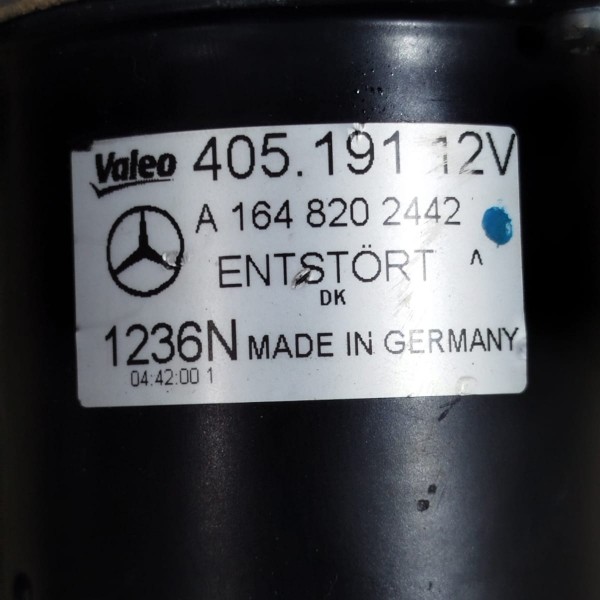 Valeo 405.191 12V
A 164 820 2442
ENTSTÖRT ^
DK
1236N MADE IN GERMANY
04:42:00 1